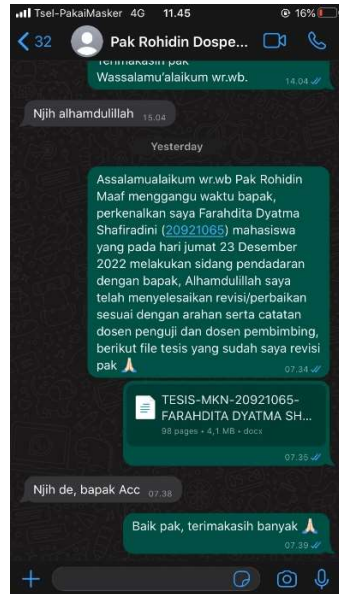 Tsel-PakaiMasker 4G 11.45 16%
32 Pak Rohidin Dospe...
Terimakasih pak
Wassalamu'alaikum wr.wb.
14.04
Njih alhamdulillah 15.04
Yesterday
Assalamualaikum wr.wb Pak Rohidin
Maaf menggangu waktu bapak,
perkenalkan saya Farahdita Dyatma
Shafiradini (20921065) mahasiswa
yang pada hari jumat 23 Desember
2022 melakukan sidang pendadaran
dengan bapak, Alhamdulillah saya
telah menyelesaikan revisi/perbaikan
sesuai dengan arahan serta catatan
dosen penguji dan dosen pembimbing,
berikut file tesis yang sudah saya revisi
pak 🙏🏻
07.34
TESIS-MKN-20921065-
FARAHDITA DYATMA SH...
98 pages • 4,1 MB • docx
07.35
Njih de, bapak Acc 07.38
Baik pak, terimakasih banyak 🙏🏻
07.39